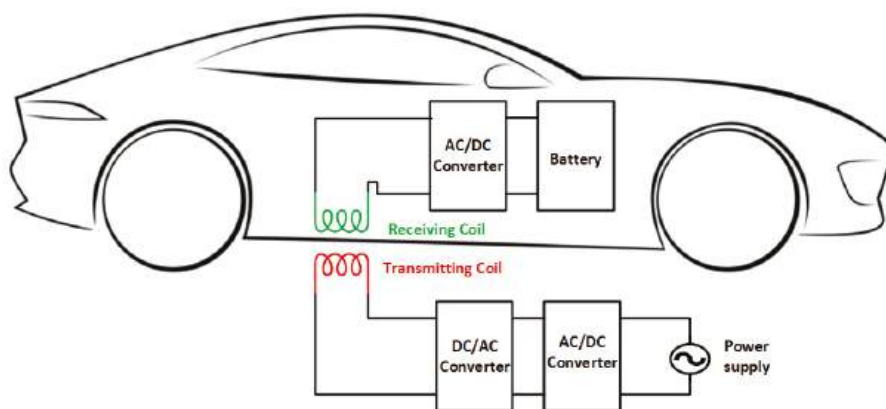 AC/DC
Converter
Battery
Receiving Coil
Transmitting Coil
DC/AC
Converter
AC/DC
Converter
Power
supply